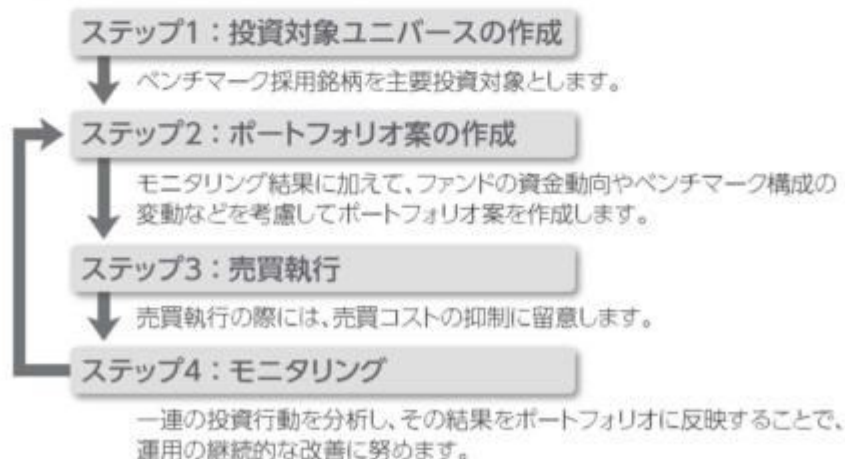 ステップ1：投資対象ユニバースの作成
ベンチマーク採用銘柄を主要投資対象とします。
ステップ2：ポートフォリオ案の作成
モニタリング結果に加えて、ファンドの資金動向やベンチマーク構成の
変動などを考慮してポートフォリオ案を作成します。
ステップ3：売買執行
売買執行の際には、売買コストの抑制に留意します。
ステップ4：モニタリング
一連の投資行動を分析し、その結果をポートフォリオに反映することで、
運用の継続的な改善に努めます。